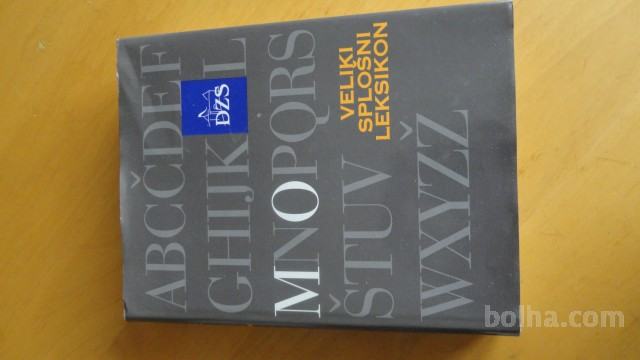 ABCČDEF
GHIJKL
MNOPQRS
ŠTUV
WXYZŽ
DZS
VELIKI
SPLOŠNI
LEKSIKON
bolha.com